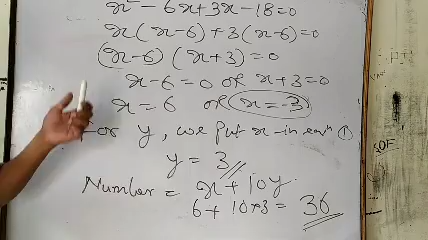 x² - 6x + 3x - 18 = 0
x(x-6) + 3(x-6) = 0
(x-6) (x+3) = 0
x-6 = 0 or x+3 = 0
x = 6 or x = -3
For y, we put x in eqn ①
y = 3
Number = x + 10y
6 + 10×3 = 36